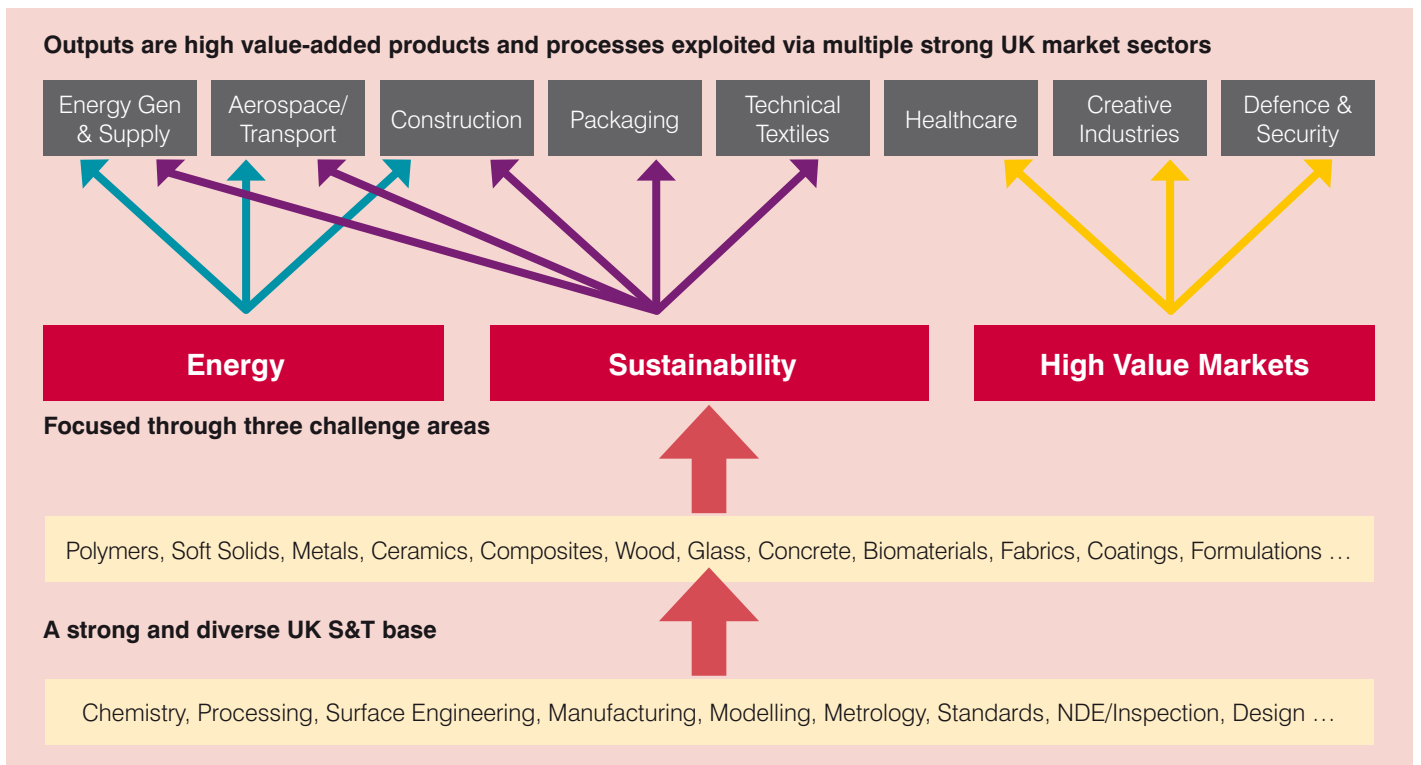 Outputs are high value-added products and processes exploited via multiple strong UK market sectors
Energy Gen
& Supply
Aerospace/
Transport
Construction
Packaging
Technical
Textiles
Healthcare
Creative
Industries
Defence &
Security
Energy
Sustainability
High Value Markets
Focused through three challenge areas
Polymers, Soft Solids, Metals, Ceramics, Composites, Wood, Glass, Concrete, Biomaterials, Fabrics, Coatings, Formulations …
A strong and diverse UK S&T base
Chemistry, Processing, Surface Engineering, Manufacturing, Modelling, Metrology, Standards, NDE/Inspection, Design …